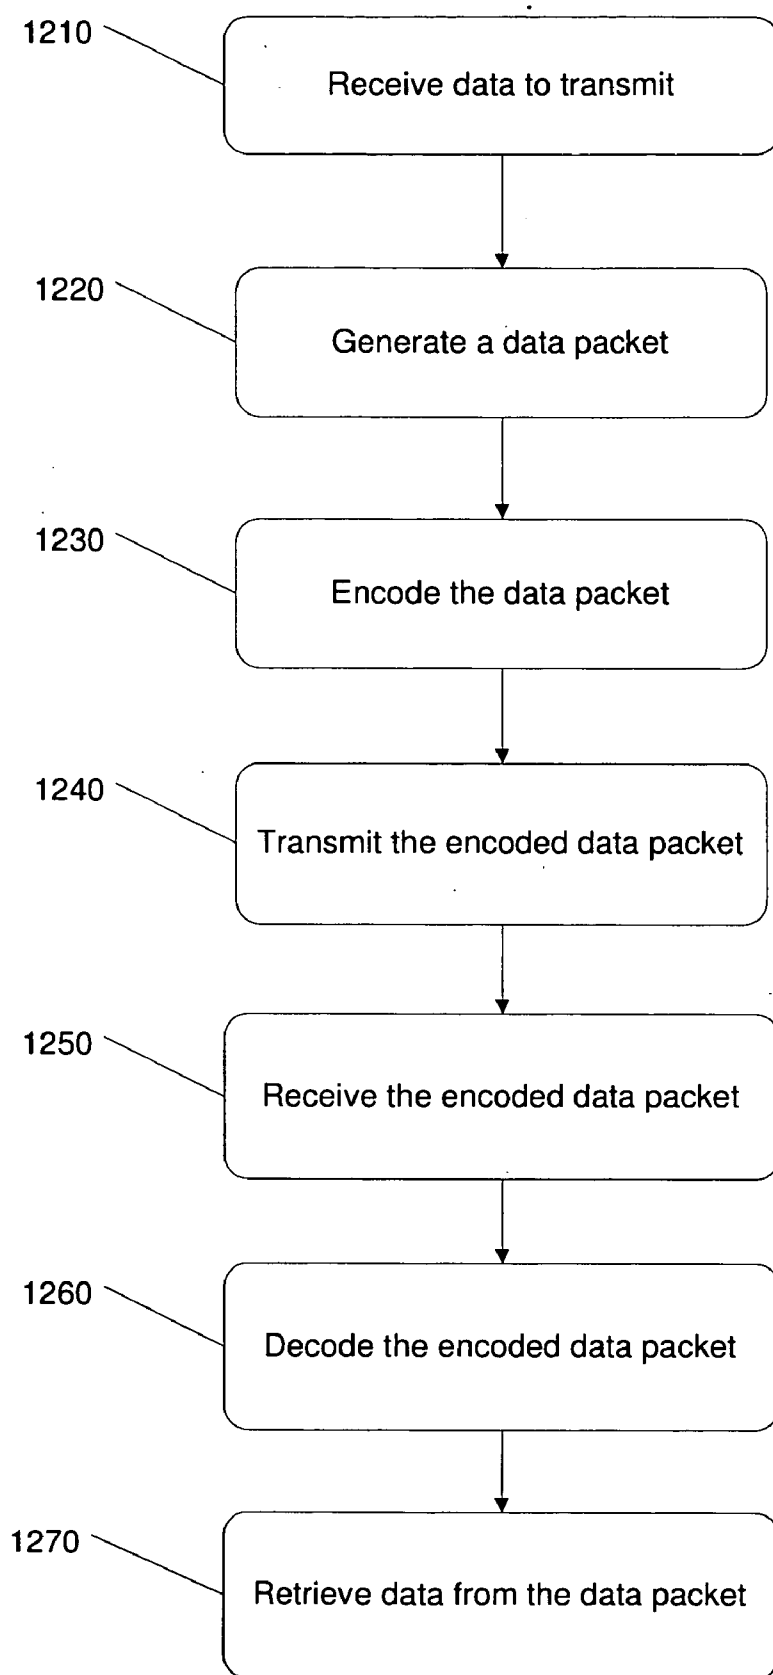 1210
Receive data to transmit
1220
Generate a data packet
1230
Encode the data packet
1240
Transmit the encoded data packet
1250
Receive the encoded data packet
1260
Decode the encoded data packet
1270
Retrieve data from the data packet